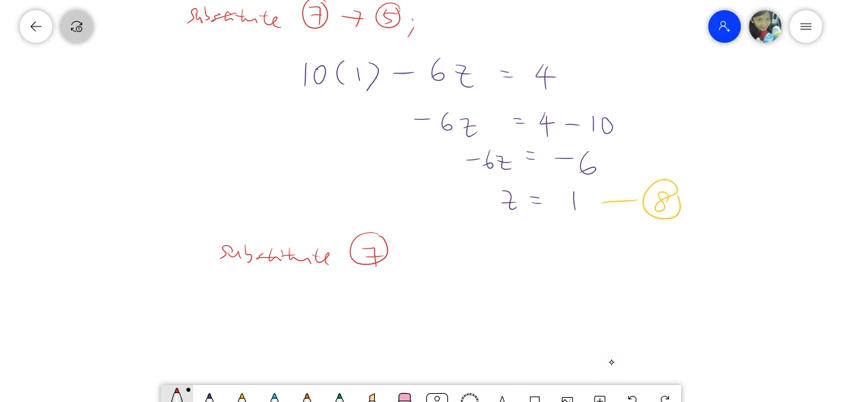 substitute ⑦ → ⑤ ;
10(1) - 6z = 4
-6z = 4 - 10
-6z = -6
z = 1 — ⑧
substitute ⑦